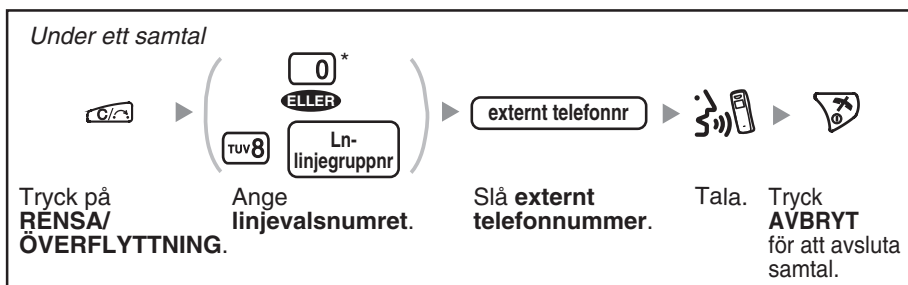 Under ett samtal
0*
ELLER
C/
TUV8
Ln-
linjegruppnr
externt telefonnr
Tryck på
RENSA/
ÖVERFLYTTNING.
Ange
linjevalsnumret.
Slå externt
telefonnummer.
Tala.
Tryck
AVBRYT
för att avsluta
samtal.